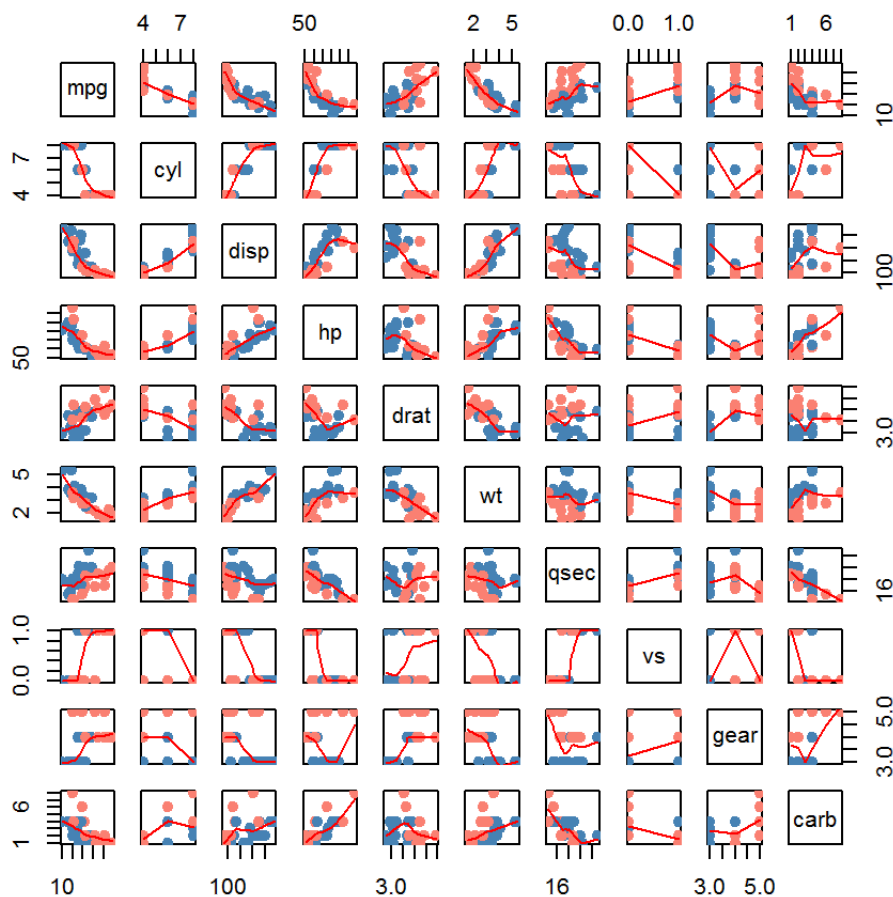 4 7 50 2 5 0.0 1.0 1 6
mpg 10
4 7 cyl
disp 100
50 hp
drat 3.0
2 5 wt
qsec 16
0.0 1.0 vs
gear 3.0 5.0
1 6 carb
10 100 3.0 16 3.0 5.0